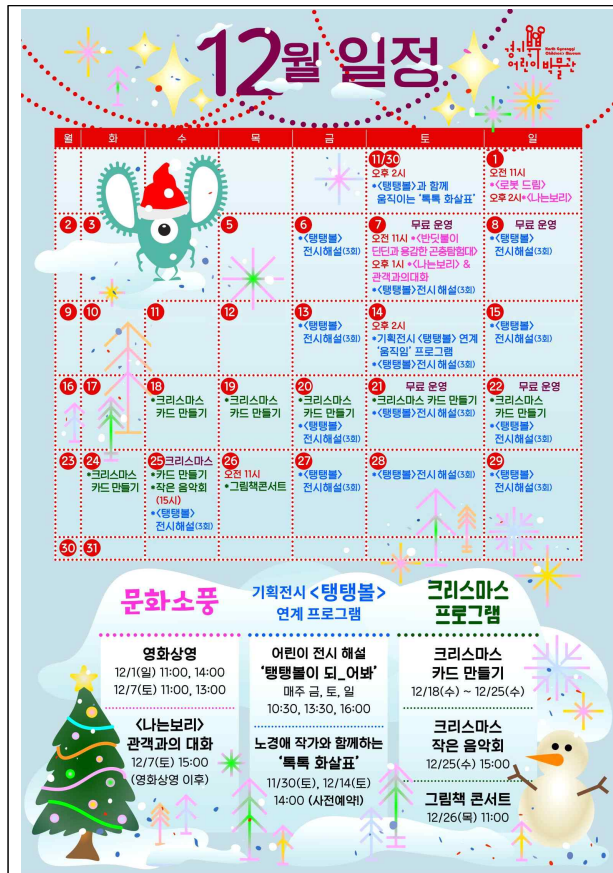 12월 일정
경기북부
어린이박물관
North Gyeonggi
Children's Museum
월 화 수 목 금 토 일
11/30
오후 2시
•<탱탱볼>과 함께
움직이는 '톡톡 화살표'
1
오전 11시
•<로봇 드림>
오후 2시 •<나는보리>
2
3
5
6
•<탱탱볼>
전시해설(3회)
7 무료 운영
오전 11시 •<반딧불이
딘딘과 용감한 곤충탐험대>
오후 1시 •<나는보리> &
관객과의대화
•<탱탱볼>전시 해설(3회)
8 무료 운영
•<탱탱볼>
전시해설(3회)
9
10
11
12
13
•<탱탱볼>
전시해설(3회)
14
오후 2시
•기획전시 <탱탱볼> 연계
'움직임' 프로그램
•<탱탱볼>전시 해설(3회)
15
•<탱탱볼>
전시해설(3회)
16
17
18
•크리스마스
카드 만들기
19
•크리스마스
카드 만들기
20
•크리스마스
카드 만들기
•<탱탱볼>
전시해설(3회)
21 무료 운영
•크리스마스 카드 만들기
•<탱탱볼>전시 해설(3회)
22 무료 운영
•크리스마스
카드 만들기
•<탱탱볼>
전시해설(3회)
23
24
•크리스마스
카드 만들기
25 크리스마스
•카드 만들기
•작은 음악회
(15시)
•<탱탱볼>
전시해설(3회)
26
오전 11시
•그림책콘서트
27
•<탱탱볼>
전시해설(3회)
28
•<탱탱볼>전시 해설(3회)
29
•<탱탱볼>
전시해설(3회)
30
31
문화소풍
영화상영
12/1(일) 11:00, 14:00
12/7(토) 11:00, 13:00
<나는보리>
관객과의 대화
12/7(토) 15:00
(영화상영 이후)
기획전시 <탱탱볼>
연계 프로그램
어린이 전시 해설
'탱탱볼이 되_어봐'
매주 금, 토, 일
10:30, 13:30, 16:00
노경애 작가와 함께하는
'톡톡 화살표'
11/30(토), 12/14(토)
14:00 (사전예약!)
크리스마스
프로그램
크리스마스
카드 만들기
12/18(수) ~ 12/25(수)
크리스마스
작은 음악회
12/25(수) 15:00
그림책 콘서트
12/26(목) 11:00